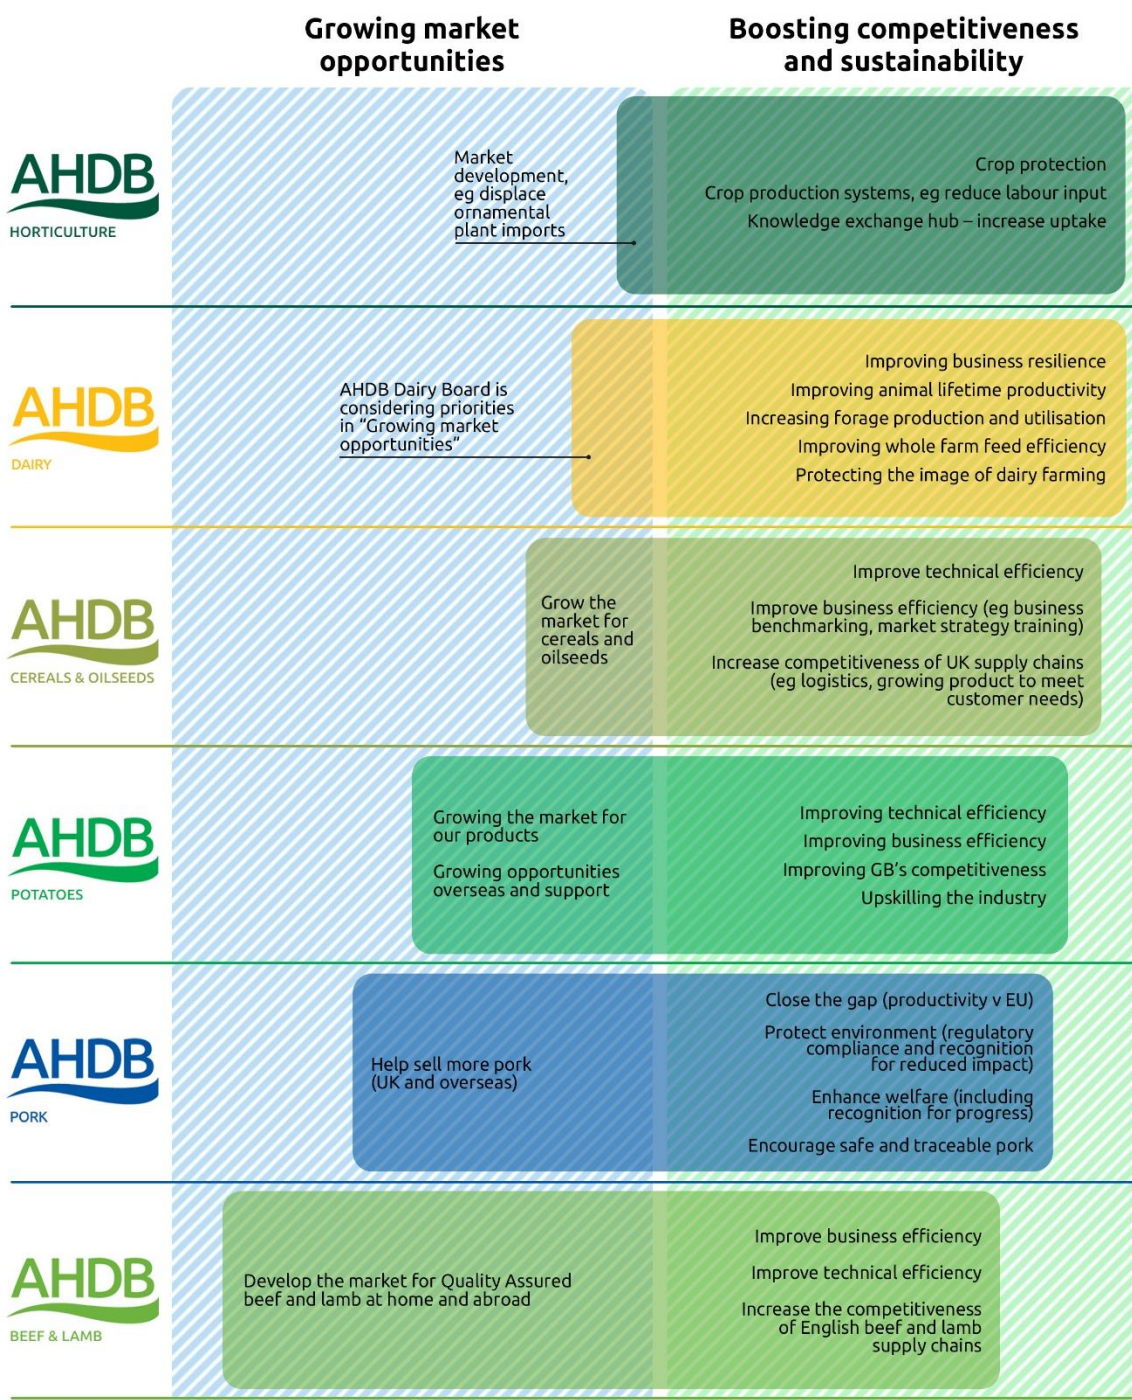 Growing market
opportunities
Boosting competitiveness
and sustainability
AHDB
HORTICULTURE
Market
development,
eg displace
ornamental
plant imports
Crop protection
Crop production systems, eg reduce labour input
Knowledge exchange hub – increase uptake
AHDB
DAIRY
AHDB Dairy Board is
considering priorities
in “Growing market
opportunities”
Improving business resilience
Improving animal lifetime productivity
Increasing forage production and utilisation
Improving whole farm feed efficiency
Protecting the image of dairy farming
AHDB
CEREALS & OILSEEDS
Grow the
market for
cereals and
oilseeds
Improve technical efficiency
Improve business efficiency (eg business
benchmarking, market strategy training)
Increase competitiveness of UK supply chains
(eg logistics, growing product to meet
customer needs)
AHDB
POTATOES
Growing the market for
our products
Growing opportunities
overseas and support
Improving technical efficiency
Improving business efficiency
Improving GB’s competitiveness
Upskilling the industry
AHDB
PORK
Help sell more pork
(UK and overseas)
Close the gap (productivity v EU)
Protect environment (regulatory
compliance and recognition
for reduced impact)
Enhance welfare (including
recognition for progress)
Encourage safe and traceable pork
AHDB
BEEF & LAMB
Develop the market for Quality Assured
beef and lamb at home and abroad
Improve business efficiency
Improve technical efficiency
Increase the competitiveness
of English beef and lamb
supply chains